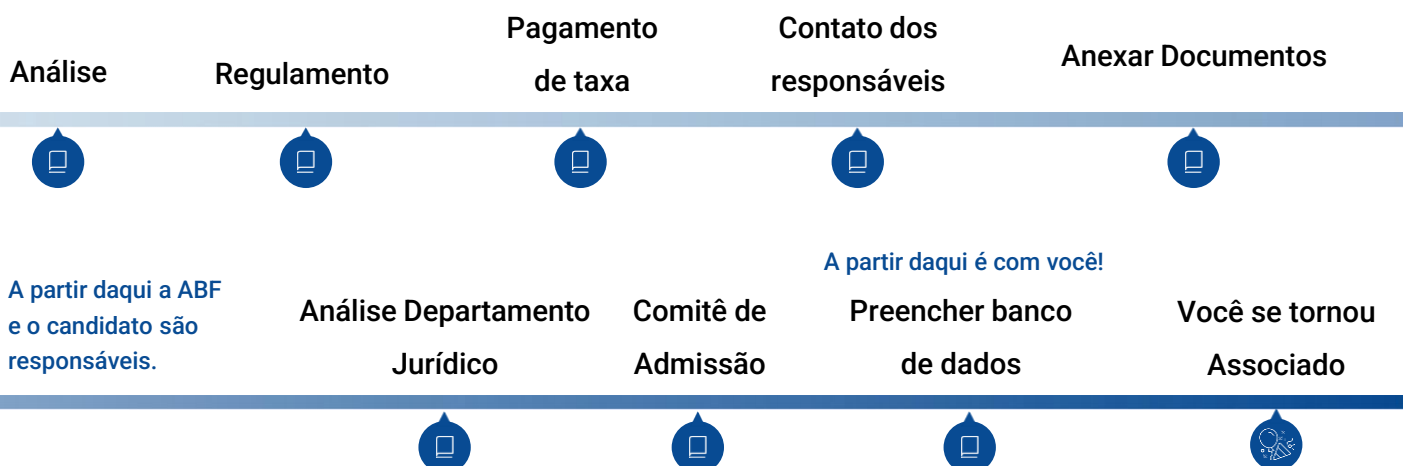 Análise
Regulamento
Pagamento
de taxa
Contato dos
responsáveis
Anexar Documentos
A partir daqui a ABF
e o candidato são
responsáveis.
Análise Departamento
Jurídico
Comitê de
Admissão
A partir daqui é com você!
Preencher banco
de dados
Você se tornou
Associado